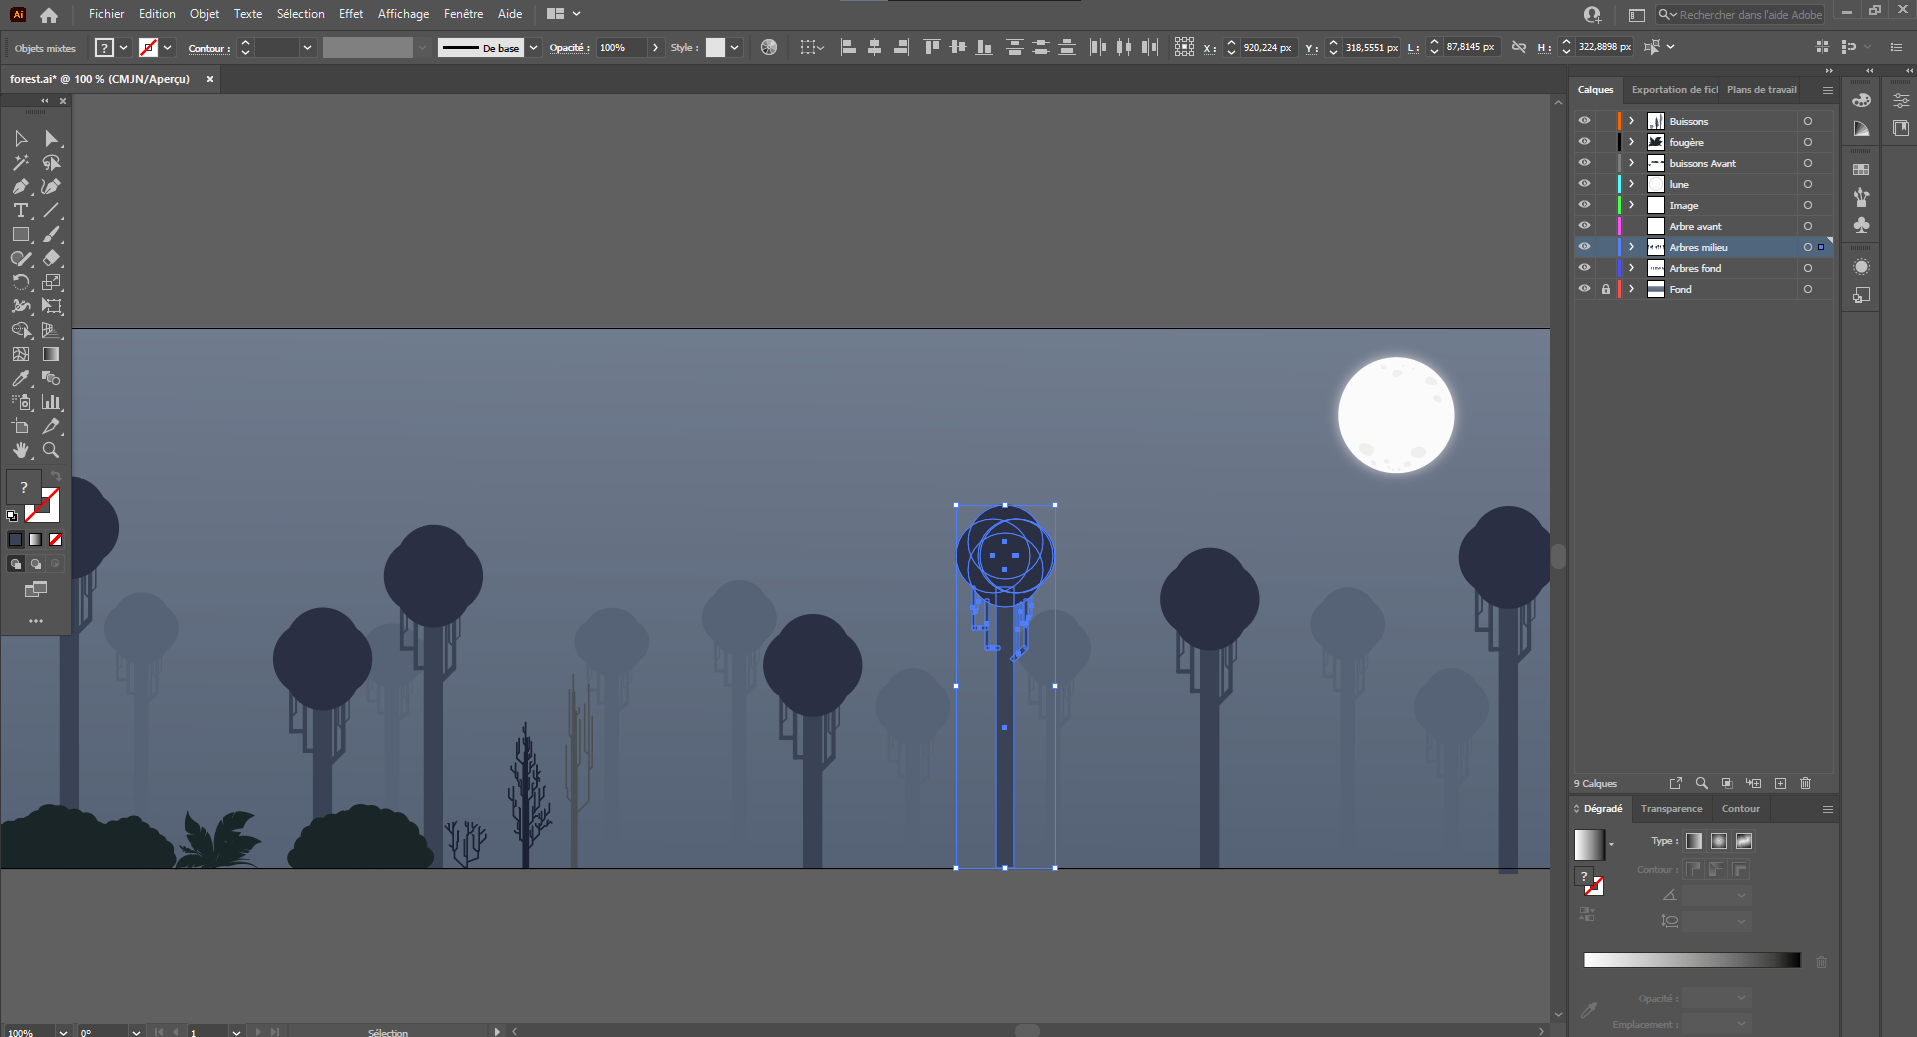 Ai
Fichier Edition Objet Texte Sélection Effet Affichage Fenêtre Aide
Rechercher dans l'aide Adobe
Objets mixtes ? Contour : De base Opacité : 100% Style : X : 920,224 px Y : 318,5551 px L : 87,8145 px H : 322,8898 px
forest.ai* @ 100 % (CMJN/Aperçu) ×
Calques Exportation de fich Plans de travail
Buissons
fougère
buissons Avant
lune
Image
Arbre avant
Arbres milieu
Arbres fond
Fond
T
?
9 Calques
Dégradé Transparence Contour
Type :
Contour :
?
Opacité :
Emplacement :
100% 0° 1 Sélection